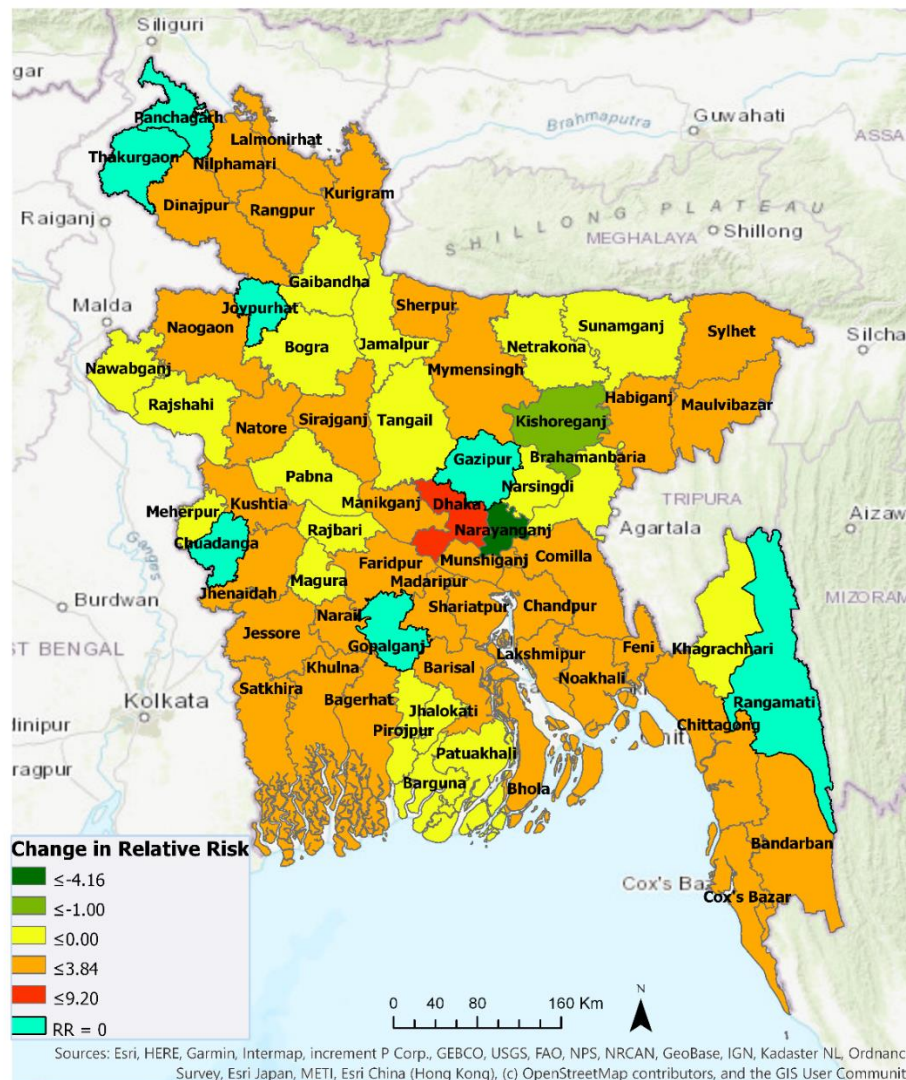 Siliguri
gar
Panchagarh
Guwahati
Brahmaputra
ASSA
Lalmonirhat
Thakurgaon
Nilphamari
Kurigram
Dinajpur
Rangpur
Raiganj
SHILLONG PLATEAU
Shillong
MEGHALAYA
Gaibandha
Malda
Joypurhat
Sherpur
Sunamganj
Naogaon
Sylhet
Silcha
Bogra
Jamalpur
Netrakona
Nawabganj
Mymensingh
Rajshahi
Habiganj
Maulvibazar
Kishoreganj
Natore
Sirajganj
Tangail
Gazipur
Brahamanbaria
Pabna
Narsingdi
TRIPURA
Kushtia
Manikganj
Dhaka
Meherpur
Rajbari
Narayanganj
Agartala
Aizaw
Chuadanga
Ganges
Faridpur
Munshiganj
Comilla
Magura
Madaripur
Jhenaidah
Burdwan
MIZORAM
Narail
Shariatpur
Chandpur
Jessore
ST BENGAL
Gopalganj
Lakshmipur
Feni
Khagrachhari
Khulna
Barisal
Noakhali
Satkhira
Bagerhat
Rangamati
Kolkata
Jhalokati
Chittagong
dinipur
Pirojpur
Patuakhali
ragpur
Barguna
Bhola
Bandarban
Cox's Baz
Cox's Bazar
Change in Relative Risk
≤-4.16
≤-1.00
≤0.00
≤3.84
≤9.20
RR = 0
N
0 40 80 160 Km
Sources: Esri, HERE, Garmin, Intermap, increment P Corp., GEBCO, USGS, FAO, NPS, NRCAN, GeoBase, IGN, Kadaster NL, Ordnanc
Survey, Esri Japan, METI, Esri China (Hong Kong), (c) OpenStreetMap contributors, and the GIS User Communit